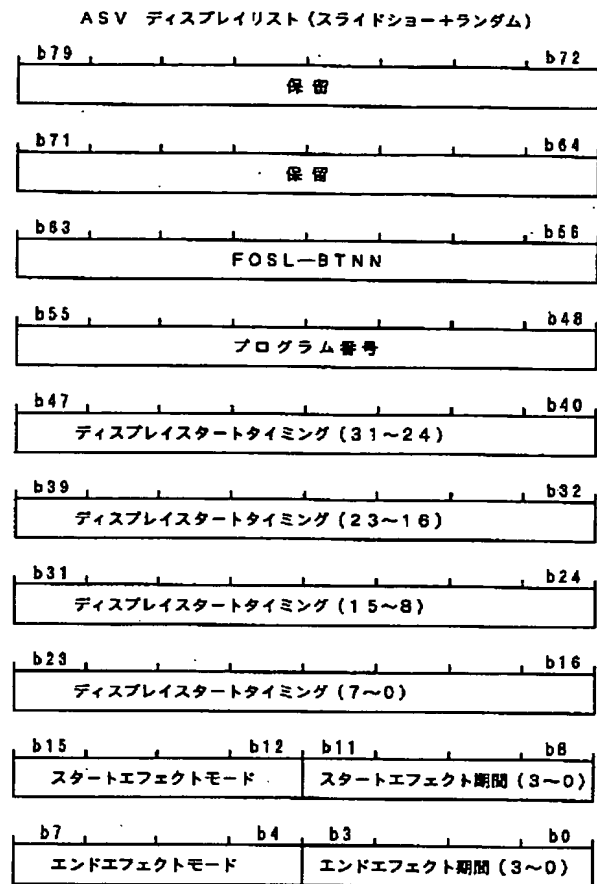 ASV ディスプレイリスト(スライドショー+ランダム)
b79 b72
保留
b71 b64
保留
b63 b56
FOSL—BTNN
b55 b48
プログラム番号
b47 b40
ディスプレイスタートタイミング(31~24)
b39 b32
ディスプレイスタートタイミング(23~16)
b31 b24
ディスプレイスタートタイミング(15~8)
b23 b16
ディスプレイスタートタイミング(7~0)
b15 b12 b11 b8
スタートエフェクトモード スタートエフェクト期間(3~0)
b7 b4 b3 b0
エンドエフェクトモード エンドエフェクト期間(3~0)